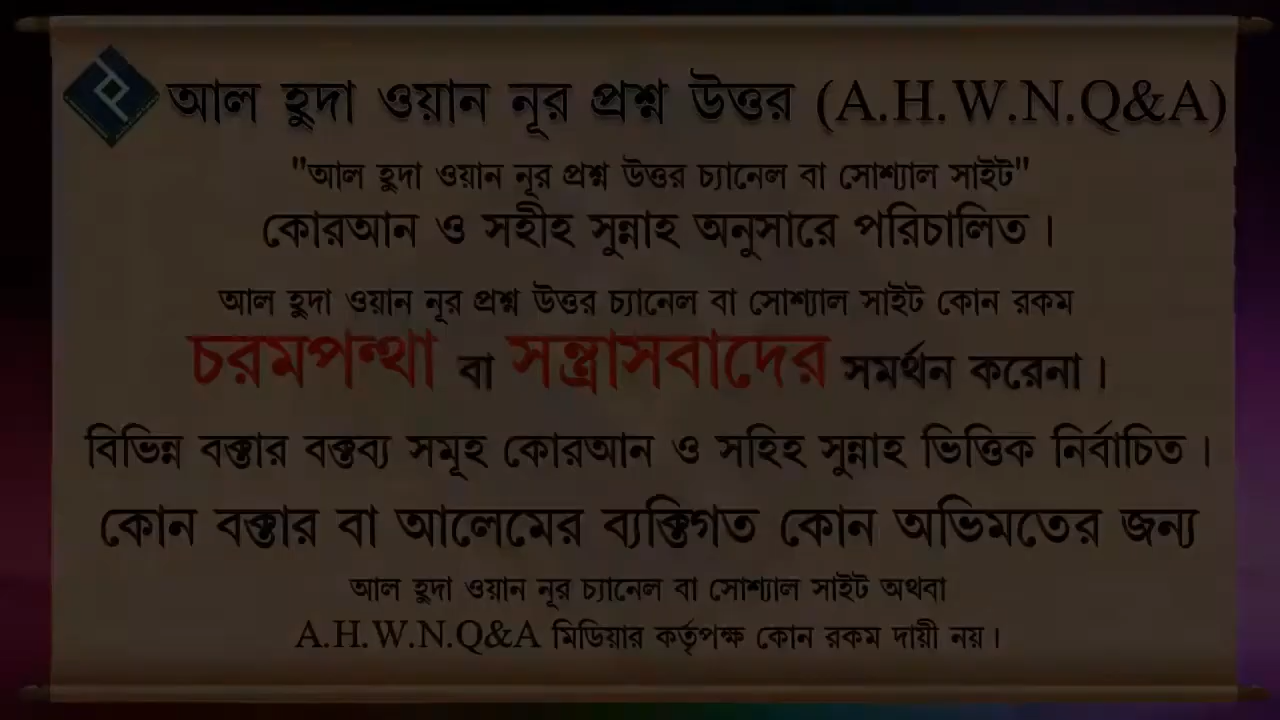 আল হুদা ওয়ান নূর প্রশ্ন উত্তর (A.H.W.N.Q&A)
"আল হুদা ওয়ান নূর প্রশ্ন উত্তর চ্যানেল বা সোশ্যাল সাইট"
কোরআন ও সহীহ সুন্নাহ অনুসারে পরিচালিত।
আল হুদা ওয়ান নূর প্রশ্ন উত্তর চ্যানেল বা সোশ্যাল সাইট কোন রকম
চরমপন্থা বা সন্ত্রাসবাদের সমর্থন করেনা।
বিভিন্ন বক্তার বক্তব্য সমূহ কোরআন ও সহিহ সুন্নাহ ভিত্তিক নির্বাচিত।
কোন বক্তার বা আলেমের ব্যক্তিগত কোন অভিমতের জন্য
আল হুদা ওয়ান নূর চ্যানেল বা সোশ্যাল সাইট অথবা
A.H.W.N.Q&A মিডিয়ার কর্তৃপক্ষ কোন রকম দায়ী নয়।